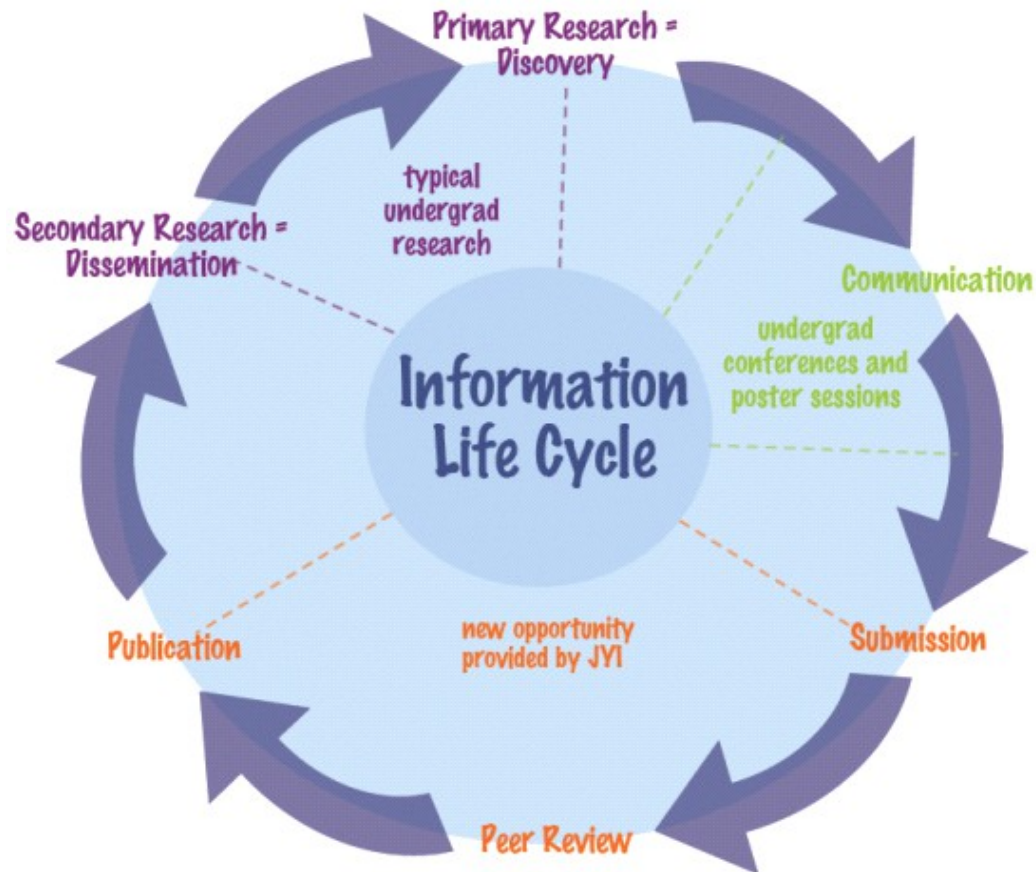 Primary Research =
Discovery
typical
undergrad
research
Secondary Research =
Dissemination
Communication
undergrad
conferences and
poster sessions
Information
Life Cycle
Submission
new opportunity
provided by JYI
Publication
Peer Review